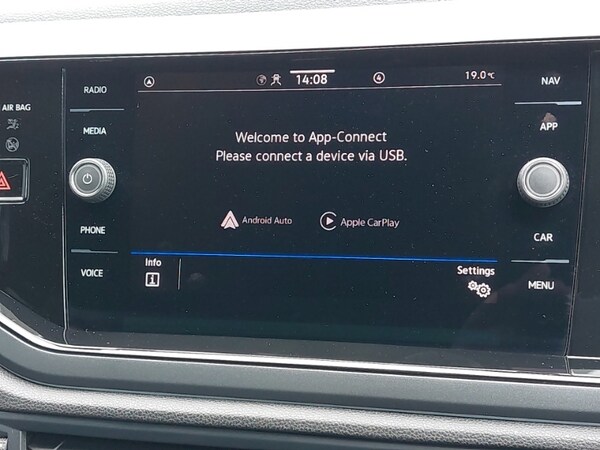 RADIO
14:08
4
19.0°C
NAV
AIR BAG
MEDIA
APP
Welcome to App-Connect
Please connect a device via USB.
Android Auto
Apple CarPlay
PHONE
CAR
Info
Settings
VOICE
MENU